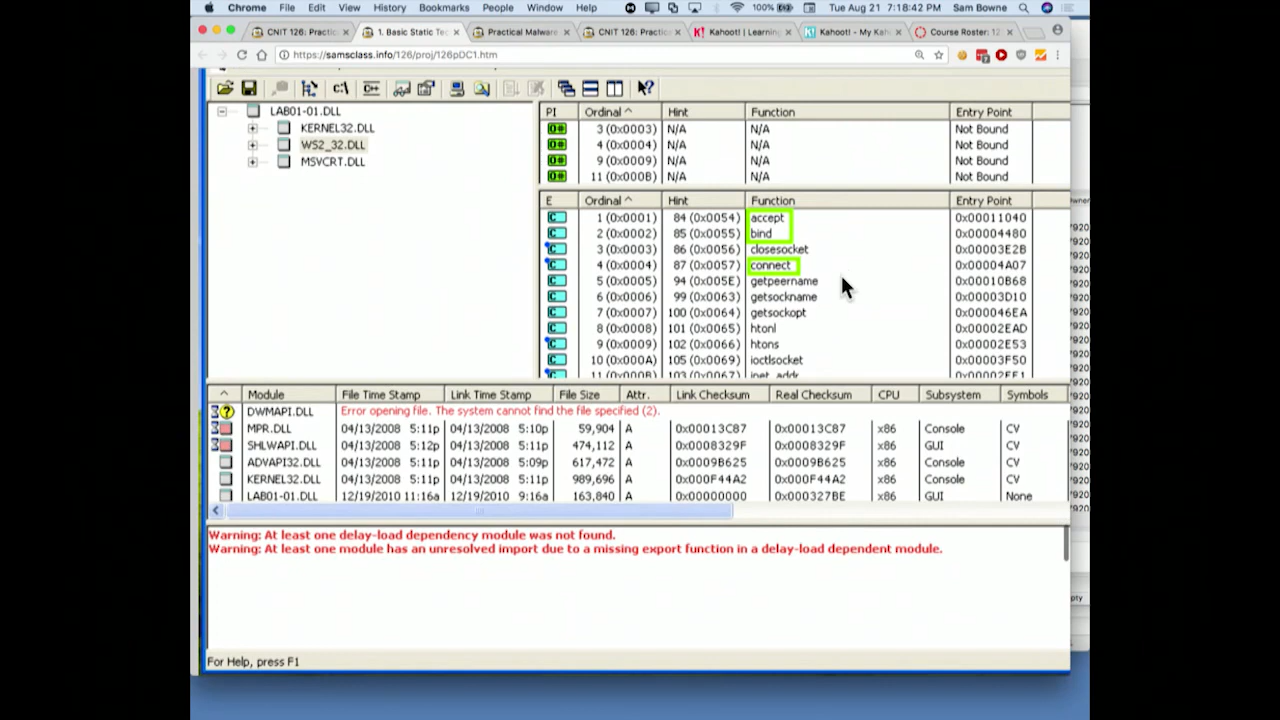 Chrome File Edit View History Bookmarks People Window Help 100% Tue Aug 21 7:18:42 PM Sam Bowne
CNIT 126: Practic 1. Basic Static Tec Practical Malware CNIT 126: Practic Kahoot! | Learning Kahoot! - My Kah Course Roster: 12
https://samsclass.info/126/proj/126pDC1.htm
LAB01-01.DLL
KERNEL32.DLL
WS2_32.DLL
MSVCRT.DLL
PI Ordinal ^ Hint Function Entry Point
3 (0x0003) N/A N/A Not Bound
4 (0x0004) N/A N/A Not Bound
9 (0x0009) N/A N/A Not Bound
11 (0x000B) N/A N/A Not Bound
E Ordinal ^ Hint Function Entry Point
1 (0x0001) 84 (0x0054) accept 0x00011040
2 (0x0002) 85 (0x0055) bind 0x00004480
3 (0x0003) 86 (0x0056) closesocket 0x00003E2B
4 (0x0004) 87 (0x0057) connect 0x00004A07
5 (0x0005) 94 (0x005E) getpeername 0x00010B68
6 (0x0006) 99 (0x0063) getsockname 0x00003D10
7 (0x0007) 100 (0x0064) getsockopt 0x000046EA
8 (0x0008) 101 (0x0065) htonl 0x00002EAD
9 (0x0009) 102 (0x0066) htons 0x00002E53
10 (0x000A) 105 (0x0069) ioctlsocket 0x00003F50
11 (0x000B) 103 (0x0067) inet_addr 0x00002EE1
^ Module File Time Stamp Link Time Stamp File Size Attr. Link Checksum Real Checksum CPU Subsystem Symbols
DWMAPI.DLL Error opening file. The system cannot find the file specified (2).
MPR.DLL 04/13/2008 5:11p 04/13/2008 5:10p 59,904 A 0x00013C87 0x00013C87 x86 Console CV
SHLWAPI.DLL 04/13/2008 5:12p 04/13/2008 5:11p 474,112 A 0x0008329F 0x0008329F x86 GUI CV
ADVAPI32.DLL 04/13/2008 5:11p 04/13/2008 5:09p 617,472 A 0x0009B625 0x0009B625 x86 Console CV
KERNEL32.DLL 04/13/2008 5:11p 04/13/2008 5:11p 989,696 A 0x000F44A2 0x000F44A2 x86 Console CV
LAB01-01.DLL 12/19/2010 11:16a 12/19/2010 9:16a 163,840 A 0x00000000 0x000327BE x86 GUI None
Warning: At least one delay-load dependency module was not found.
Warning: At least one module has an unresolved import due to a missing export function in a delay-load dependent module.
For Help, press F1